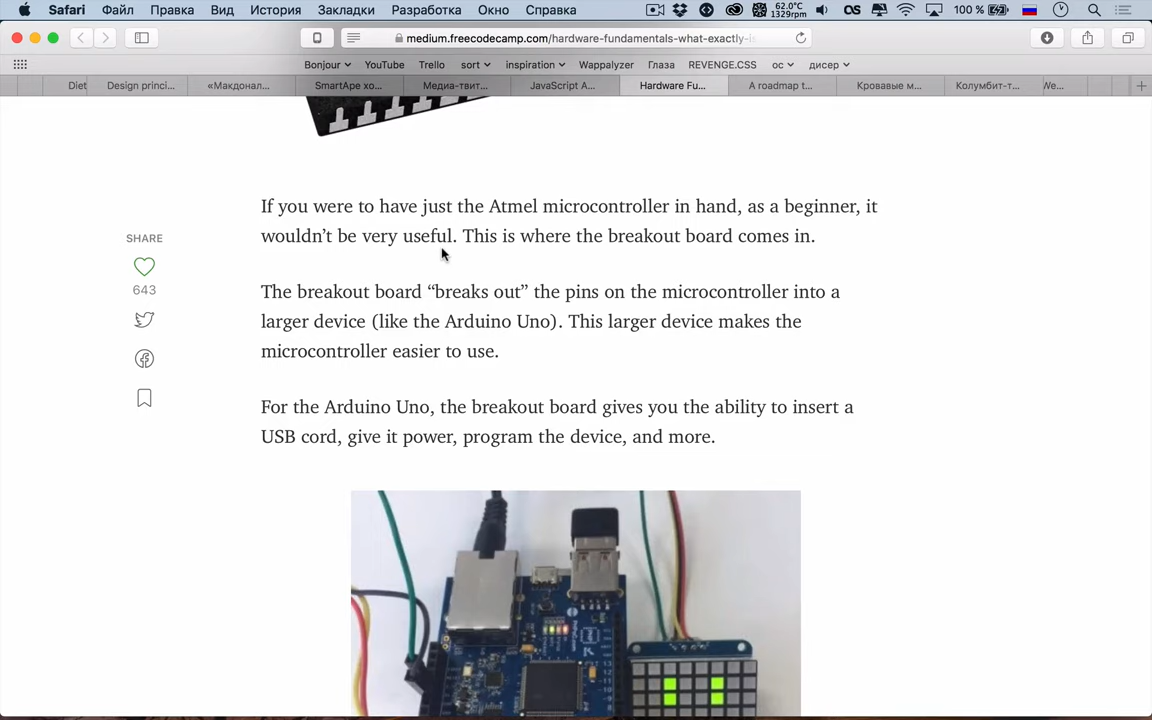 Safari Файл Правка Вид История Закладки Разработка Окно Справка 62.0°C 1329rpm 100 %
medium.freecodecamp.com/hardware-fundamentals-what-exactly-
Bonjour YouTube Trello sort inspiration Wappalyzer Глаза REVENGE.CSS ос дисер
Diet Design princi... «Макдонал... SmartApe хо... Медиа-твит... JavaScript A... Hardware Fu... A roadmap t... Кровавые м... Колумбит-т... We...
If you were to have just the Atmel microcontroller in hand, as a beginner, it
wouldn’t be very useful. This is where the breakout board comes in.
SHARE
643
The breakout board “breaks out” the pins on the microcontroller into a
larger device (like the Arduino Uno). This larger device makes the
microcontroller easier to use.
For the Arduino Uno, the breakout board gives you the ability to insert a
USB cord, give it power, program the device, and more.